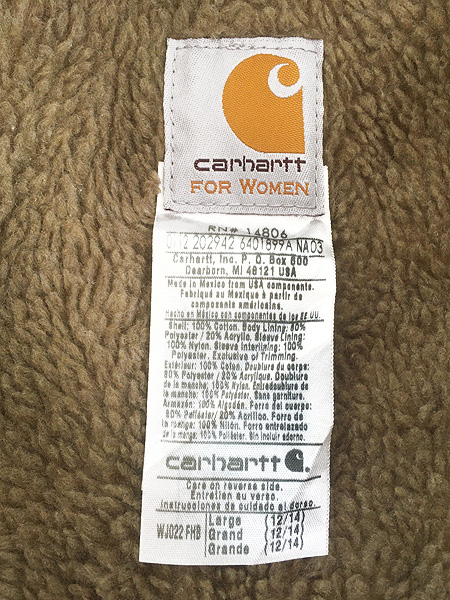 carhartt
FOR WOMEN
RN# 14806
0112 202942 6401899A NA 03
Carhartt, Inc. P. O. Box 600
Dearborn, MI 48121 USA
Made in Mexico from USA components.
Fabriqué au Mexique à partir de
composants américains.
Hecho en México con componentes de los EE UU.
Shell: 100% Cotton. Body Lining: 80%
Polyester / 20% Acrylic. Sleeve Lining:
100% Nylon. Sleeve Interlining: 100%
Polyester. Exclusive of Trimming.
Extérieur: 100% Coton. Doublure du corps:
80% Polyester / 20% Acrylique. Doublure
de la manche: 100% Nylon. Entredoublure de
la manche: 100% Polyester. Sans garniture.
Armazón: 100% Algodón. Forro del cuerpo:
80% Poliéster / 20% Acrílico. Forro de
la manga: 100% Nilón. Forro entrelazado
de la manga: 100% Poliéster. Sin incluir adorno.
carhartt
Care on reverse side.
Entretien au verso.
Instrucciones de cuidado al dorso
WJ022 FHB
Large (12/14)
Grand (12/14)
Grande (12/14)